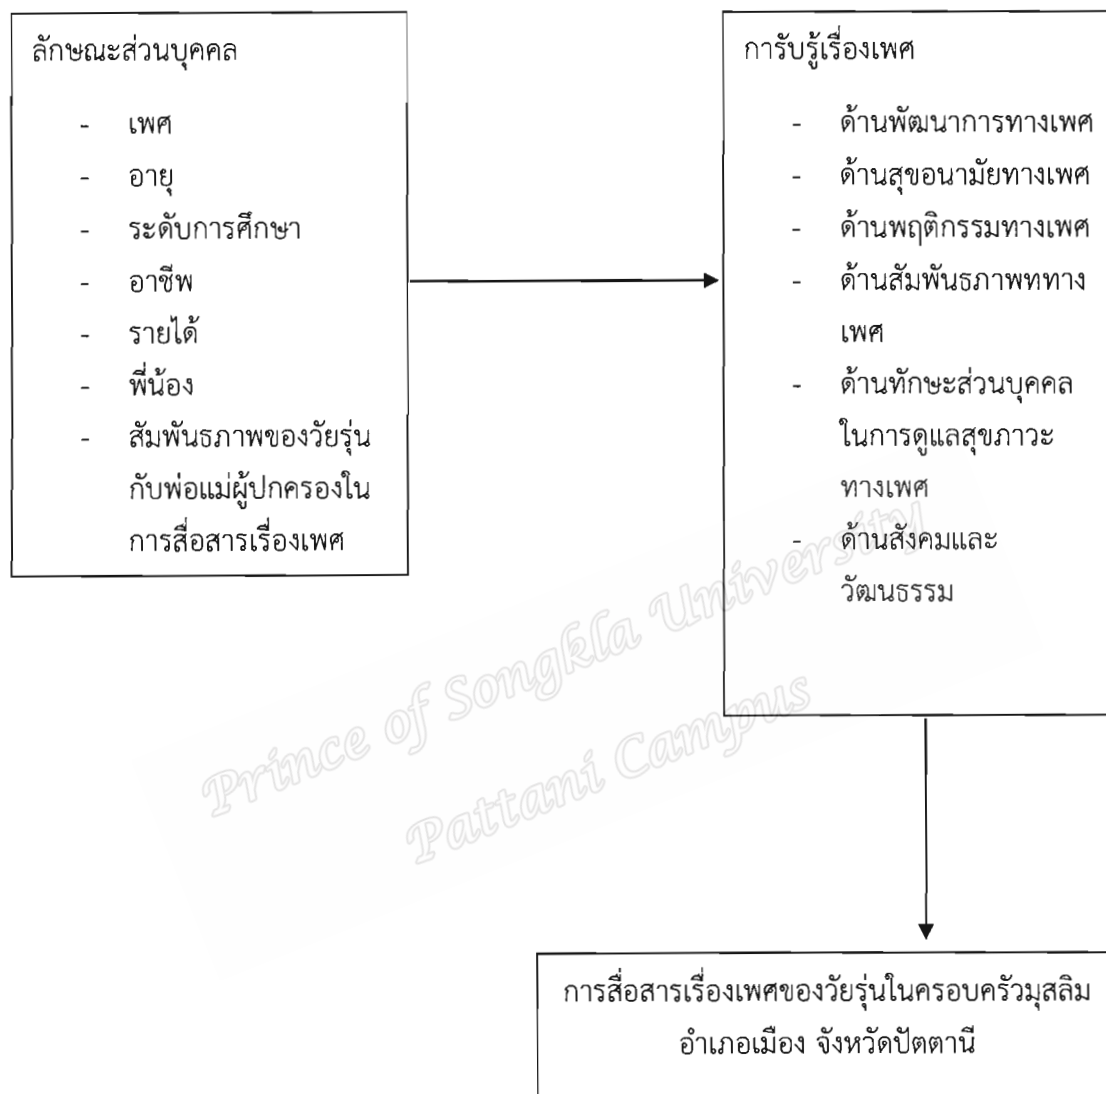 ลักษณะส่วนบุคคล
- เพศ
- อายุ
- ระดับการศึกษา
- อาชีพ
- รายได้
- พี่น้อง
- สัมพันธภาพของวัยรุ่น
กับพ่อแม่ผู้ปกครองใน
การสื่อสารเรื่องเพศ
การับรู้เรื่องเพศ
- ด้านพัฒนาการทางเพศ
- ด้านสุขอนามัยทางเพศ
- ด้านพฤติกรรมทางเพศ
- ด้านสัมพันธภาพททาง
เพศ
- ด้านทักษะส่วนบุคคล
ในการดูแลสุขภาวะ
ทางเพศ
- ด้านสังคมและ
วัฒนธรรม
Prince of Songkla University
Pattani Campus
การสื่อสารเรื่องเพศของวัยรุ่นในครอบครัวมุสลิม
อำเภอเมือง จังหวัดปัตตานี